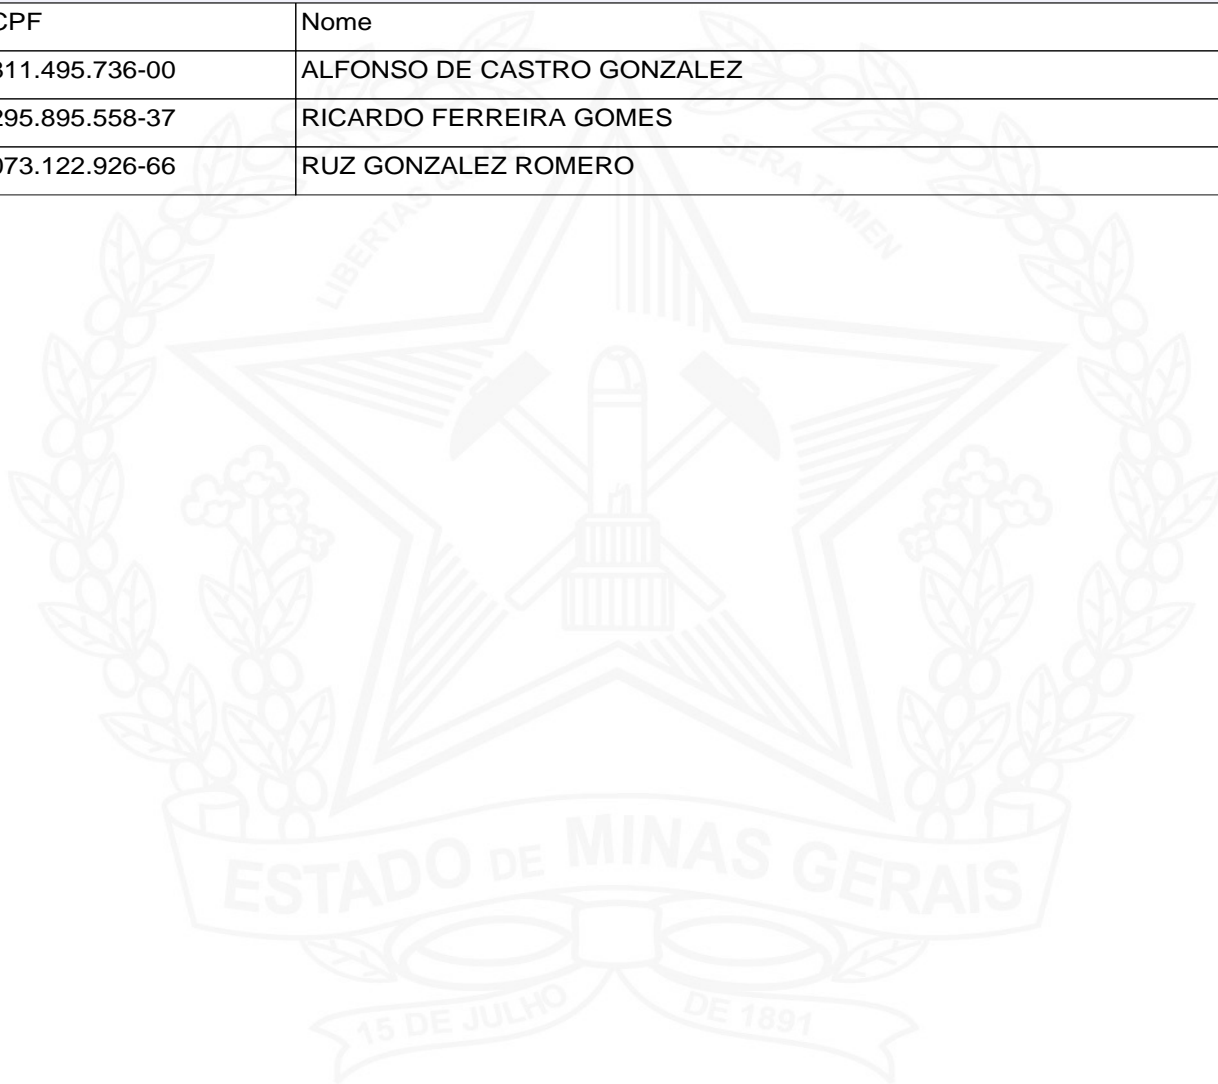 CPF Nome
311.495.736-00 ALFONSO DE CASTRO GONZALEZ
295.895.558-37 RICARDO FERREIRA GOMES
073.122.926-66 RUZ GONZALEZ ROMERO
LIBERTAS QUAE SERA TAMEN
ESTADO DE MINAS GERAIS
15 DE JULHO DE 1891